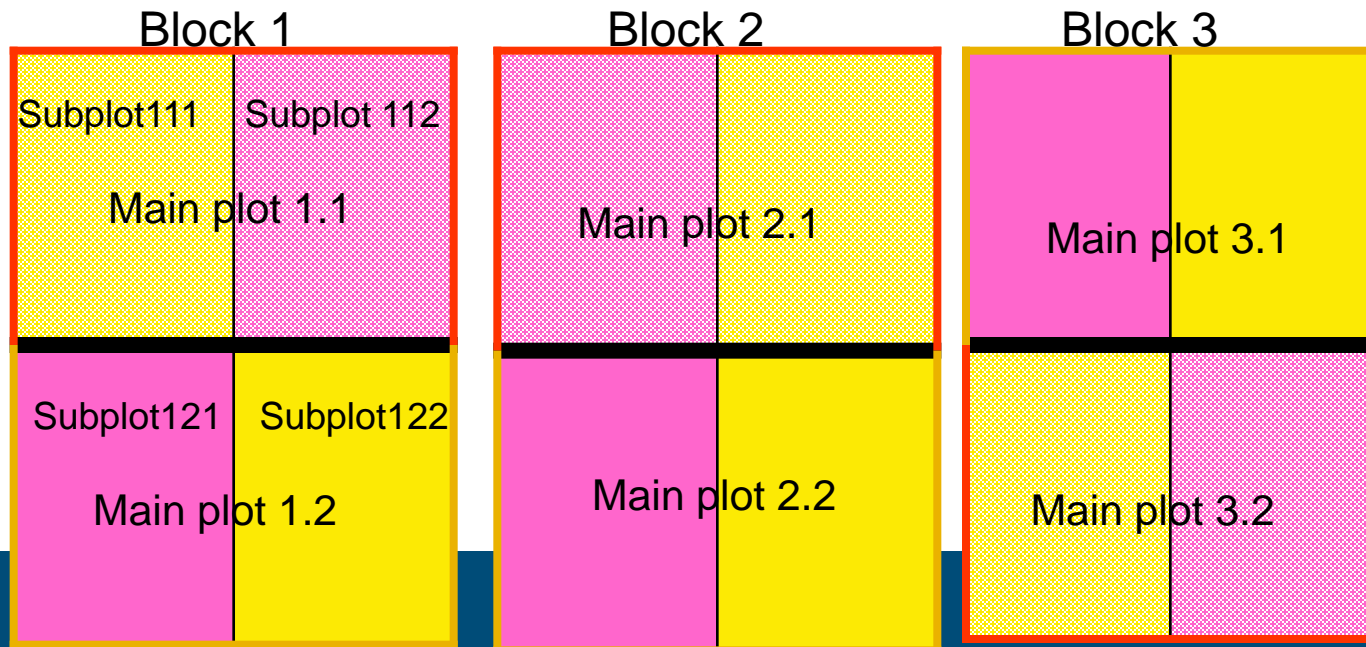 Block 1
Block 2
Block 3
Subplot111
Subplot 112
Main plot 1.1
Main plot 2.1
Main plot 3.1
Subplot121
Subplot122
Main plot 1.2
Main plot 2.2
Main plot 3.2